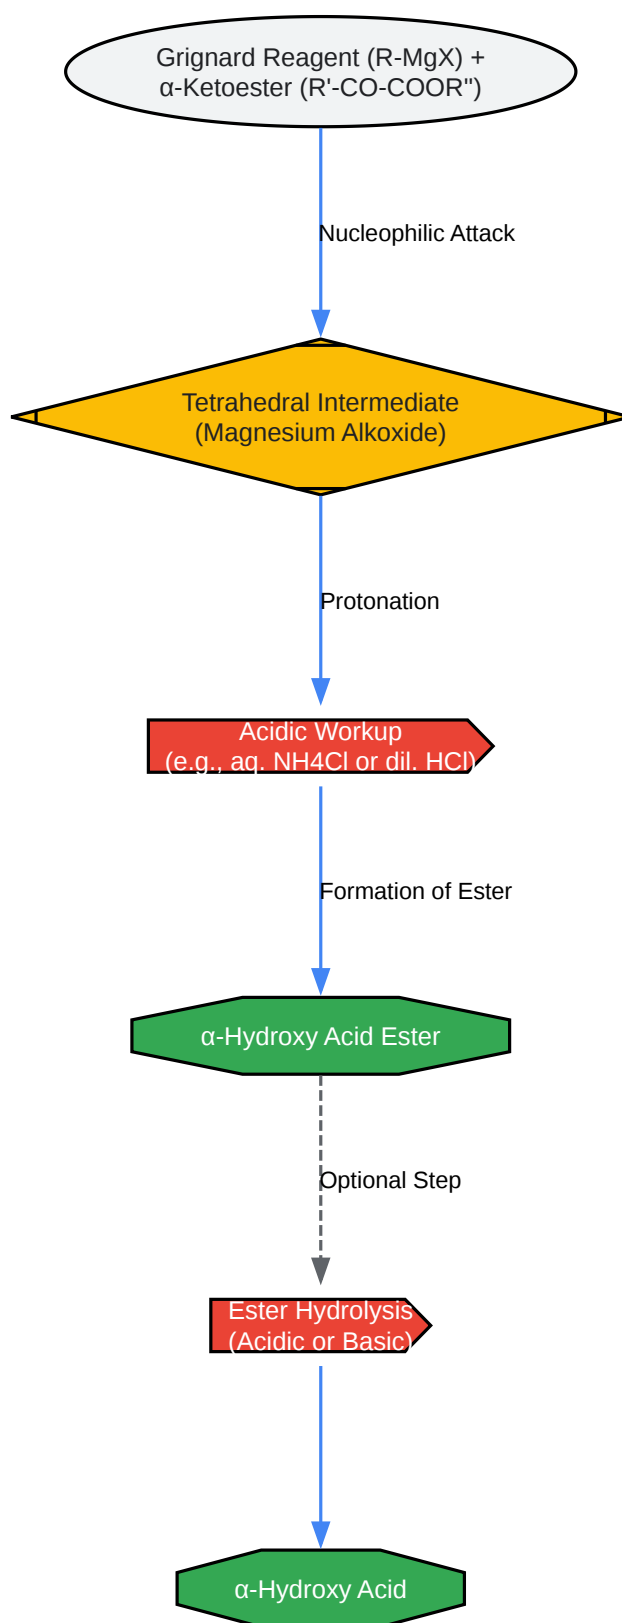 Grignard Reagent (R-MgX) +
α-Ketoester (R'-CO-COOR")
Nucleophilic Attack
Tetrahedral Intermediate
(Magnesium Alkoxide)
Protonation
Acidic Workup
(e.g., aq. NH4Cl or dil. HCl)
Formation of Ester
α-Hydroxy Acid Ester
Optional Step
Ester Hydrolysis
(Acidic or Basic)
α-Hydroxy Acid